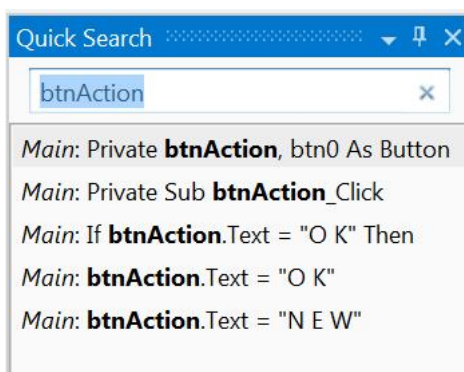 Quick Search
btnAction
Main: Private btnAction, btn0 As Button
Main: Private Sub btnAction_Click
Main: If btnAction.Text = "O K" Then
Main: btnAction.Text = "O K"
Main: btnAction.Text = "N E W"